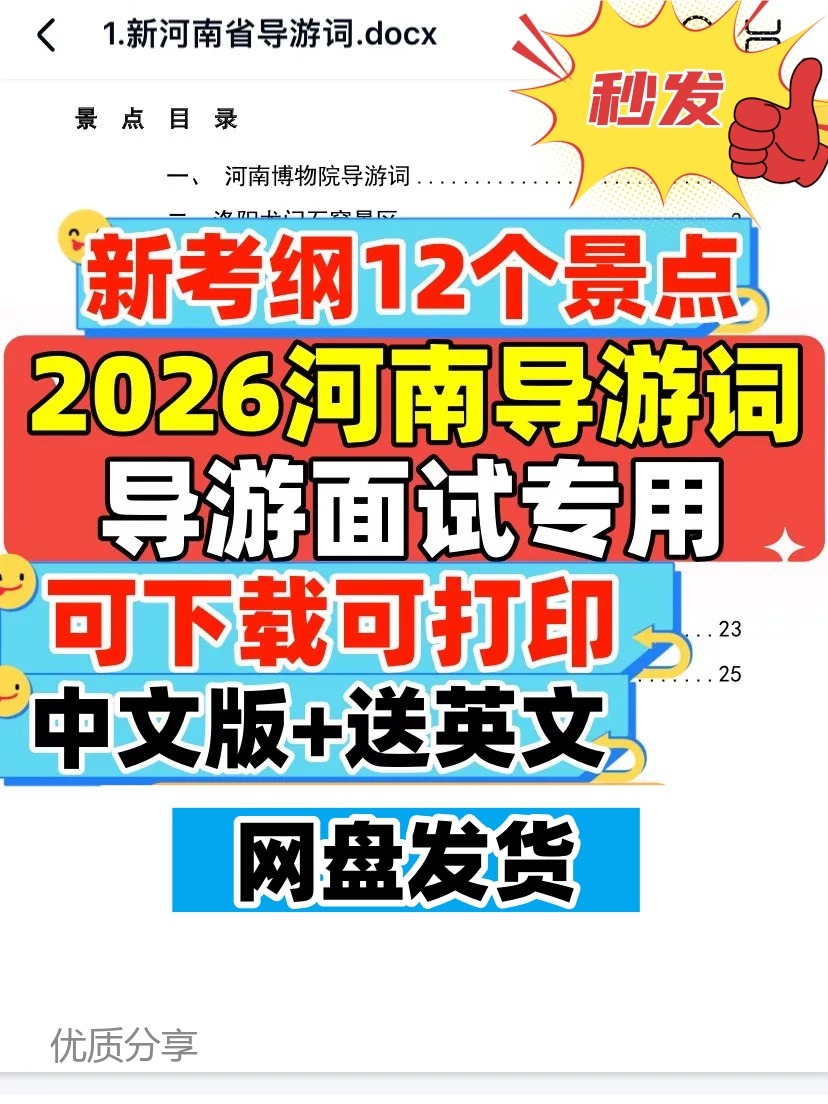 1.新河南省导游词.docx
秒发
景 点 目 录
一、 河南博物院导游词
新考纲12个景点
2026河南导游词
导游面试专用
可下载可打印
...23
中文版+送英文
.......25
网盘发货
优质分享